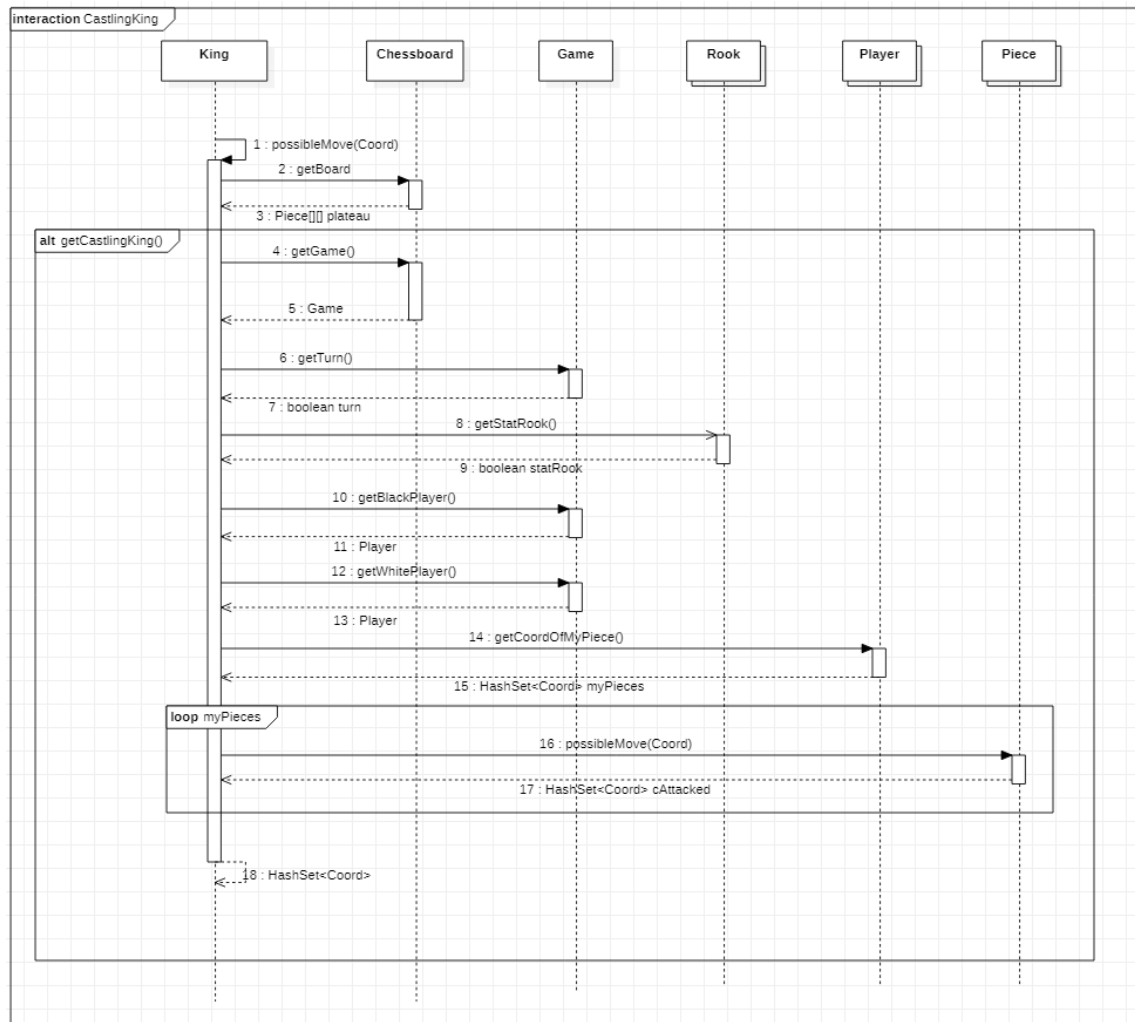 interaction CastlingKing
King
Chessboard
Game
Rook
Player
Piece
1 : possibleMove(Coord)
2 : getBoard
3 : Piece[][] plateau
alt getCastlingKing()
4 : getGame()
5 : Game
6 : getTurn()
7 : boolean turn
8 : getStatRook()
9 : boolean statRook
10 : getBlackPlayer()
11 : Player
12 : getWhitePlayer()
13 : Player
14 : getCoordOfMyPiece()
15 : HashSet<Coord> myPieces
loop myPieces
16 : possibleMove(Coord)
17 : HashSet<Coord> cAttacked
18 : HashSet<Coord>